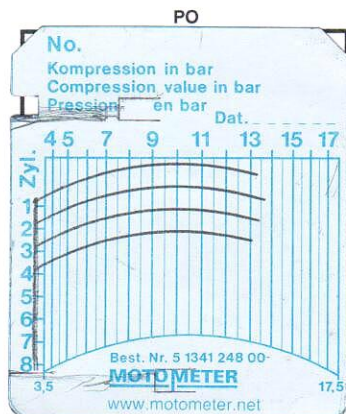 PO
No.
Kompression in bar
Compression value in bar
Pression en bar
Dat.
4 5 7 9 11 13 15 17
Zyl.
1
2
3
4
5
6
7
8
3,5 17,5
Best. Nr. 5 1341 248 00-
MOTOMETER
www.motometer.net